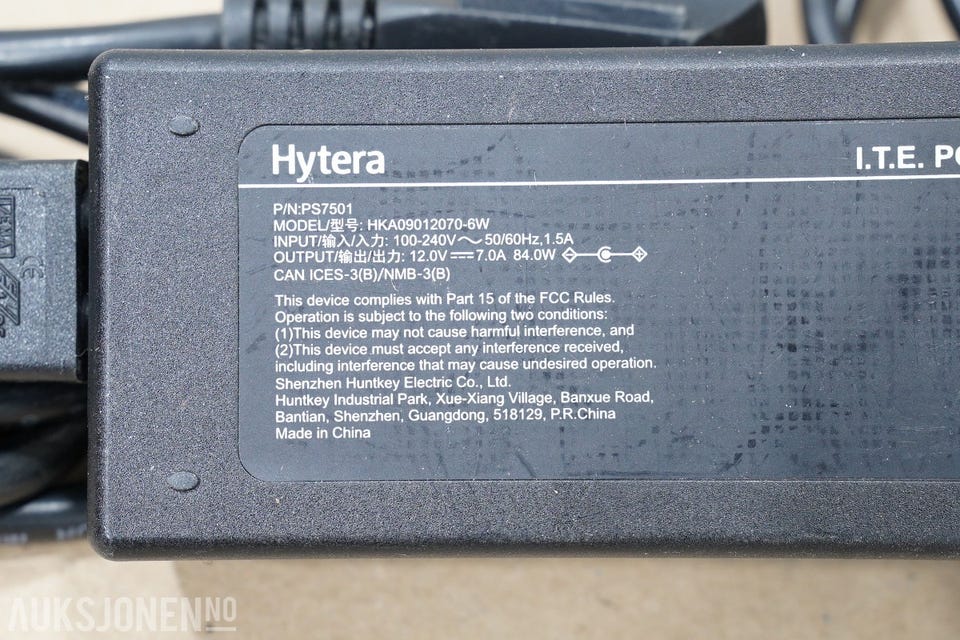 Hytera
I.T.E. PO
P/N:PS7501
MODEL/型号: HKA09012070-6W
INPUT/输入/入力: 100-240V～50/60Hz,1.5A
OUTPUT/输出/出力: 12.0V⎓7.0A 84.0W
CAN ICES-3(B)/NMB-3(B)
This device complies with Part 15 of the FCC Rules.
Operation is subject to the following two conditions:
(1)This device may not cause harmful interference, and
(2)This device must accept any interference received,
including interference that may cause undesired operation.
Shenzhen Huntkey Electric Co., Ltd.
Huntkey Industrial Park, Xue-Xiang Village, Banxue Road,
Bantian, Shenzhen, Guangdong, 518129, P.R.China
Made in China
AUKSJONEN.NO